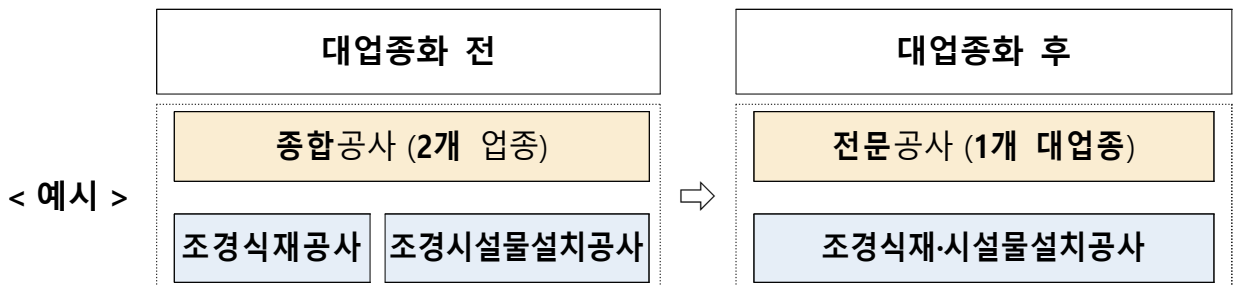 대업종화 전
대업종화 후
종합공사 (2개 업종)
전문공사 (1개 대업종)
< 예시 >
⇨
조경식재공사
조경시설물설치공사
조경식재·시설물설치공사